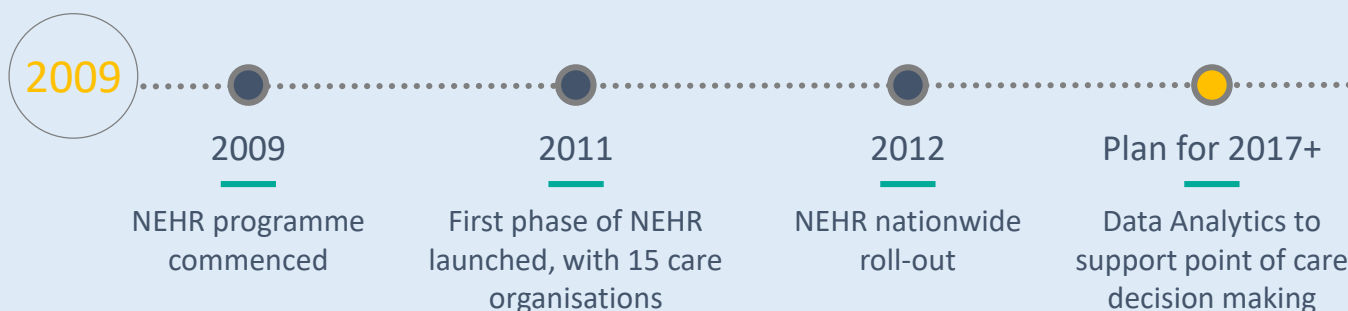 2009
2009
NEHR programme
commenced
2011
First phase of NEHR
launched, with 15 care
organisations
2012
NEHR nationwide
roll-out
Plan for 2017+
Data Analytics to
support point of care
decision making